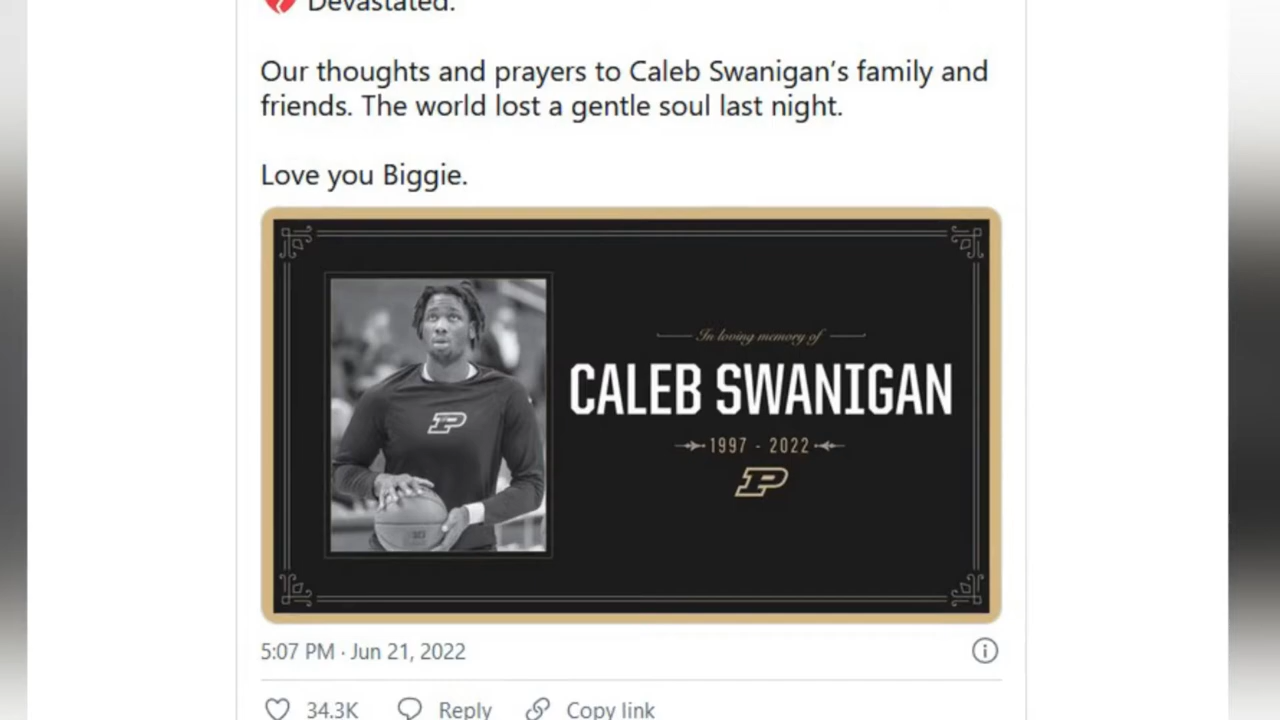 Devastated.
Our thoughts and prayers to Caleb Swanigan’s family and
friends. The world lost a gentle soul last night.
Love you Biggie.
In loving memory of
CALEB SWANIGAN
1997 - 2022
P
P
5:07 PM · Jun 21, 2022
34.3K
Reply
Copy link